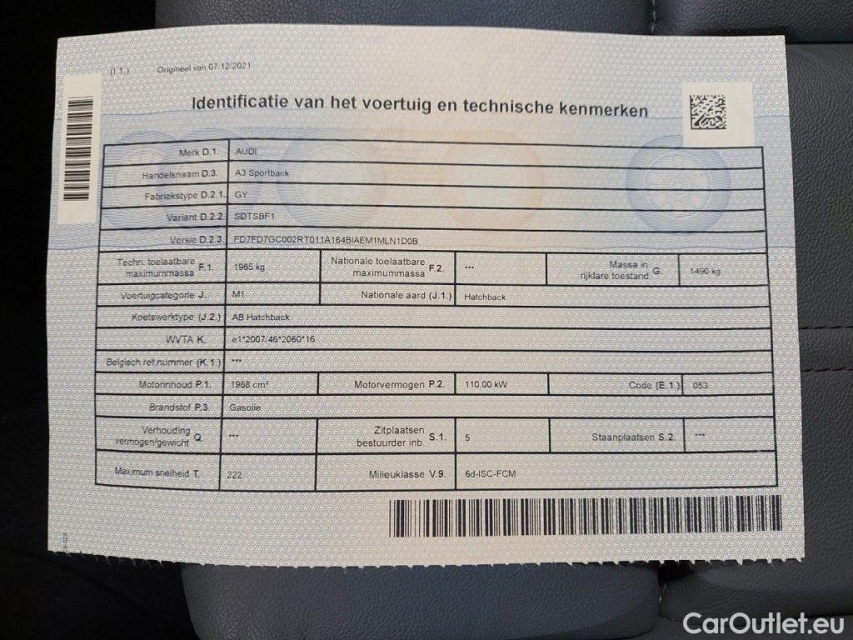 (I 1.) Origineel van 07/12/2021
Identificatie van het voertuig en technische kenmerken
Merk D.1. AUDI
Handelsnaam D.3. A3 Sportback
Fabriekstype D.2.1. GY
Variant D.2.2. SDTSBF1
Versie D.2.3. FD7FD7GC002RT011A164BIAEM1MLN1D0B
Techn. toelaatbare maximummassa F.1. 1965 kg Nationale toelaatbare maximummassa F.2. --- Massa in rijklare toestand G. 1490 kg
Voertuigcategorie J. M1 Nationale aard (J.1.) Hatchback
Koetswerktype (J.2.) AB Hatchback
WVTA K. e1*2007/46*2060*16
Belgisch ref.nummer (K.1.) ---
Motorinhoud P.1. 1968 cm³ Motorvermogen P.2. 110.00 kW Code (E.1.) 053
Brandstof P.3. Gasolie
Verhouding vermogen/gewicht Q. --- Zitplaatsen bestuurder inb. S.1. 5 Staanplaatsen S.2. ---
Maximum snelheid T. 222 Milieuklasse V.9. 6d-ISC-FCM
CarOutlet.eu